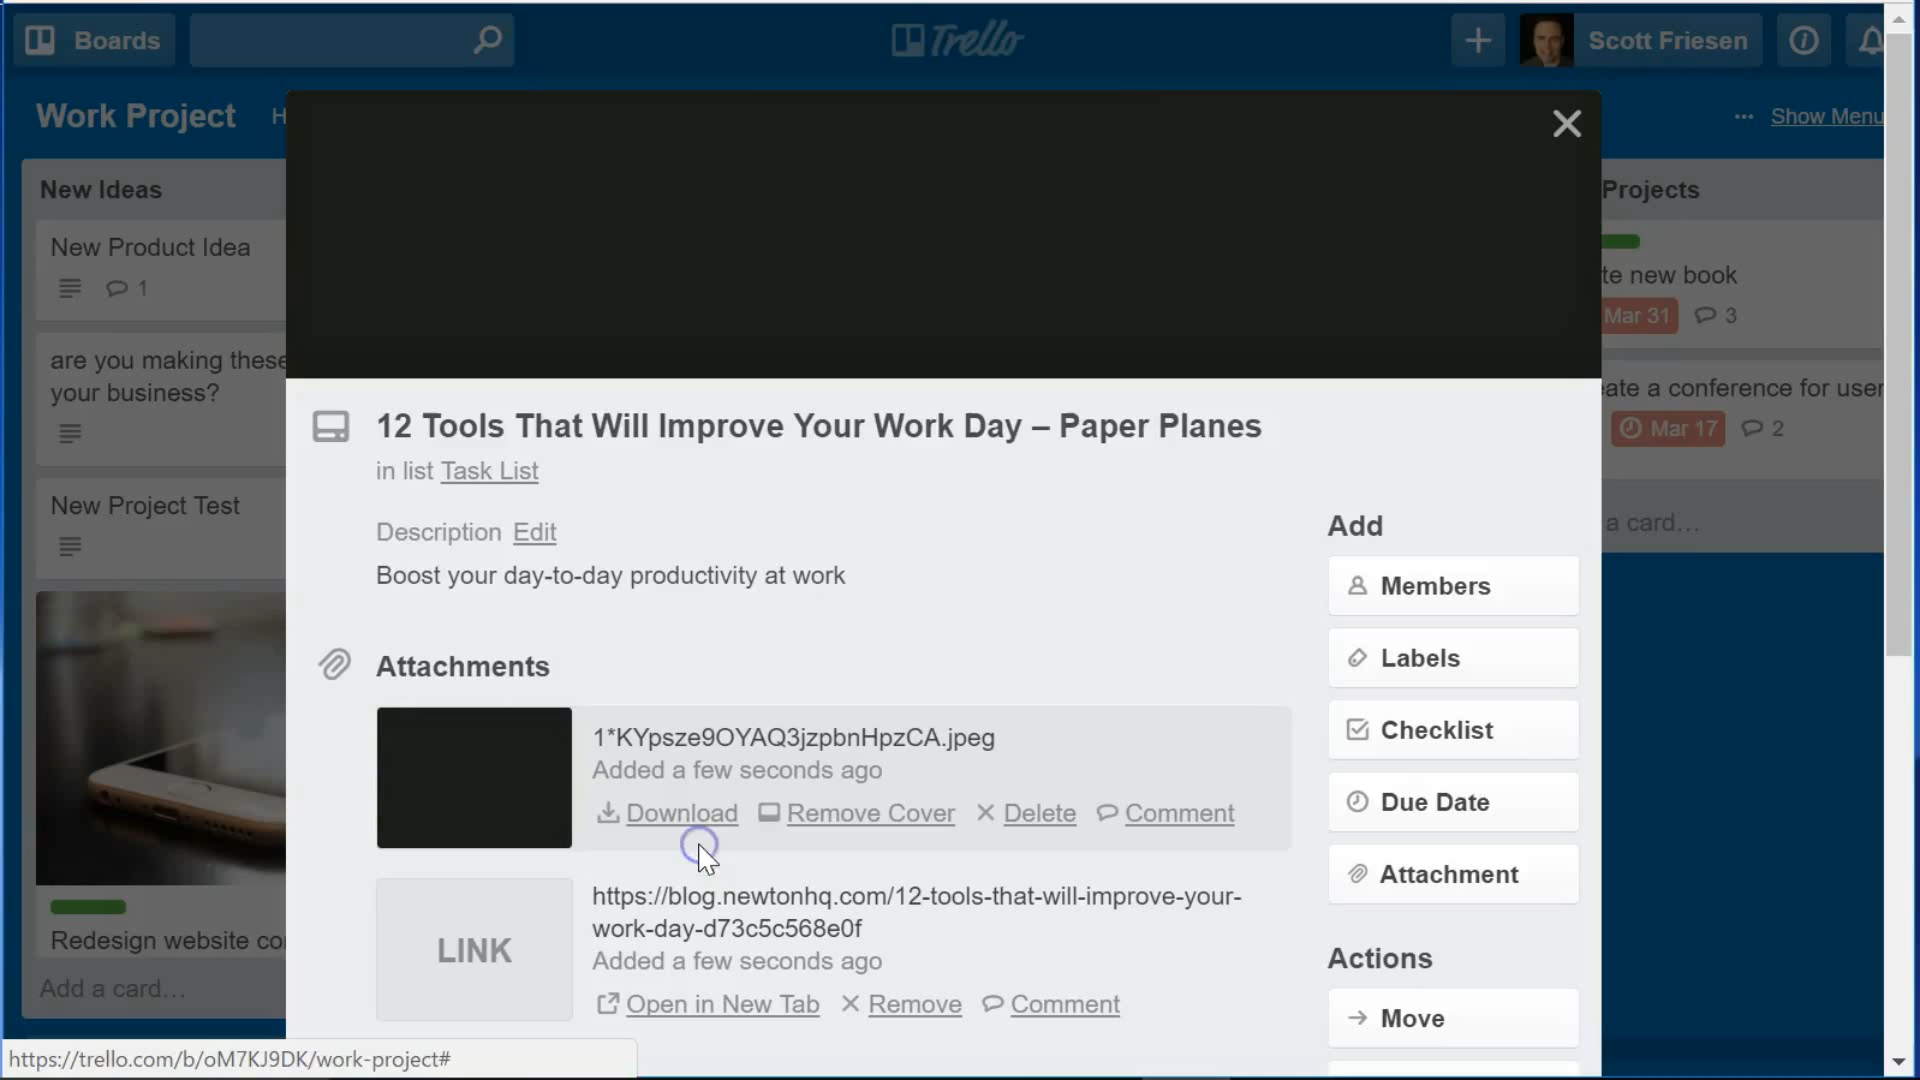 Boards
Trello
Scott Friesen
Work Project
H
Show Menu
New Ideas
New Product Idea
1
are you making these
your business?
New Project Test
Redesign website co
Add a card…
12 Tools That Will Improve Your Work Day – Paper Planes
in list Task List
Description Edit
Boost your day-to-day productivity at work
Attachments
1*KYpsze9OYAQ3jzpbnHpzCA.jpeg
Added a few seconds ago
Download Remove Cover Delete Comment
LINK
https://blog.newtonhq.com/12-tools-that-will-improve-your-
work-day-d73c5c568e0f
Added a few seconds ago
Open in New Tab Remove Comment
Add
Members
Labels
Checklist
Due Date
Attachment
Actions
Move
Projects
te new book
Mar 31 3
eate a conference for user
Mar 17 2
a card…
https://trello.com/b/oM7KJ9DK/work-project#